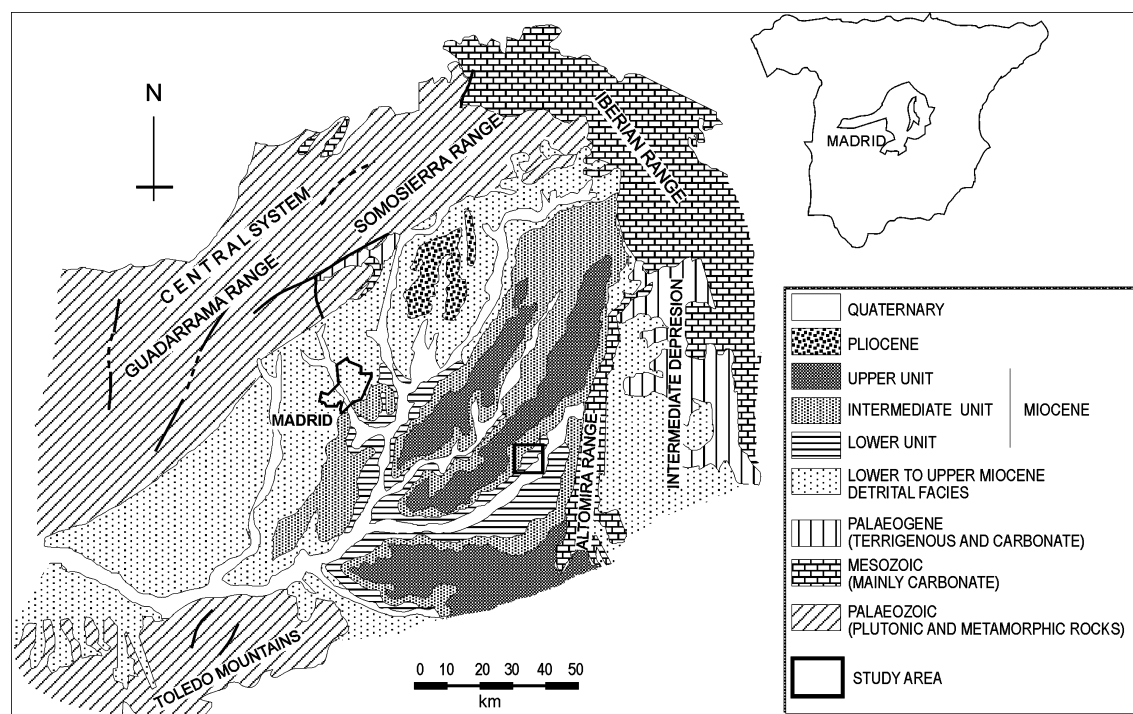 N
CENTRAL SYSTEM
GUADARRAMA RANGE
SOMOSIERRA RANGE
IBERIAN RANGE
MADRID
MADRID
ALTOMIRA RANGE
INTERMEDIATE DEPRESION
TOLEDO MOUNTAINS
0 10 20 30 40 50
km
QUATERNARY
PLIOCENE
UPPER UNIT
INTERMEDIATE UNIT
MIOCENE
LOWER UNIT
LOWER TO UPPER MIOCENE
DETRITAL FACIES
PALAEOGENE
(TERRIGENOUS AND CARBONATE)
MESOZOIC
(MAINLY CARBONATE)
PALAEOZOIC
(PLUTONIC AND METAMORPHIC ROCKS)
STUDY AREA